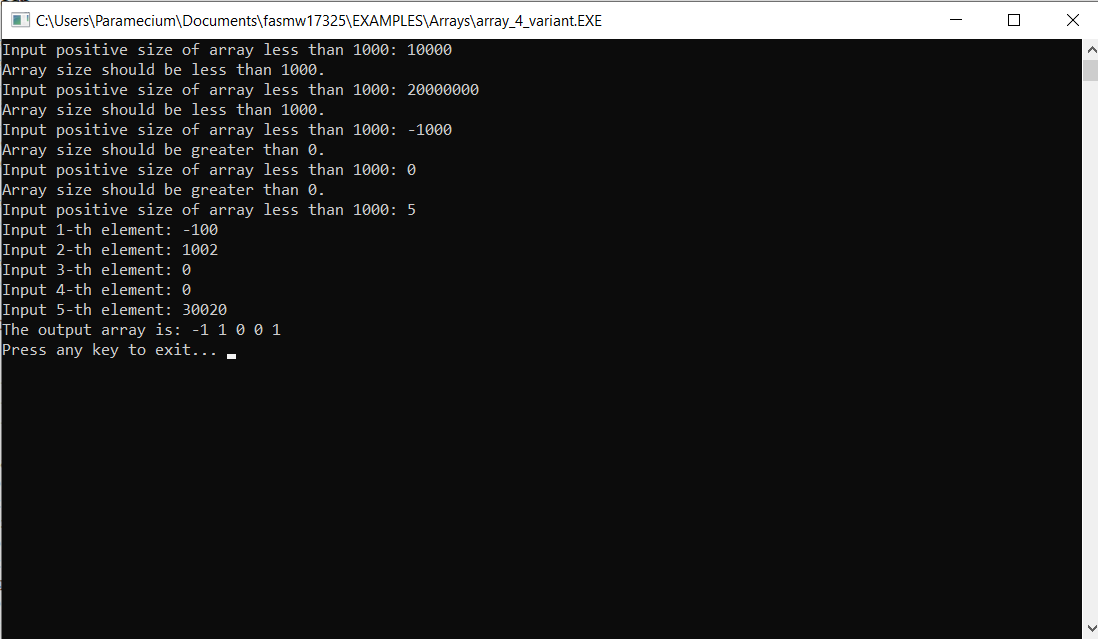 C:\Users\Paramecium\Documents\fasmw17325\EXAMPLES\Arrays\array_4_variant.EXE
Input positive size of array less than 1000: 10000
Array size should be less than 1000.
Input positive size of array less than 1000: 20000000
Array size should be less than 1000.
Input positive size of array less than 1000: -1000
Array size should be greater than 0.
Input positive size of array less than 1000: 0
Array size should be greater than 0.
Input positive size of array less than 1000: 5
Input 1-th element: -100
Input 2-th element: 1002
Input 3-th element: 0
Input 4-th element: 0
Input 5-th element: 30020
The output array is: -1 1 0 0 1
Press any key to exit...